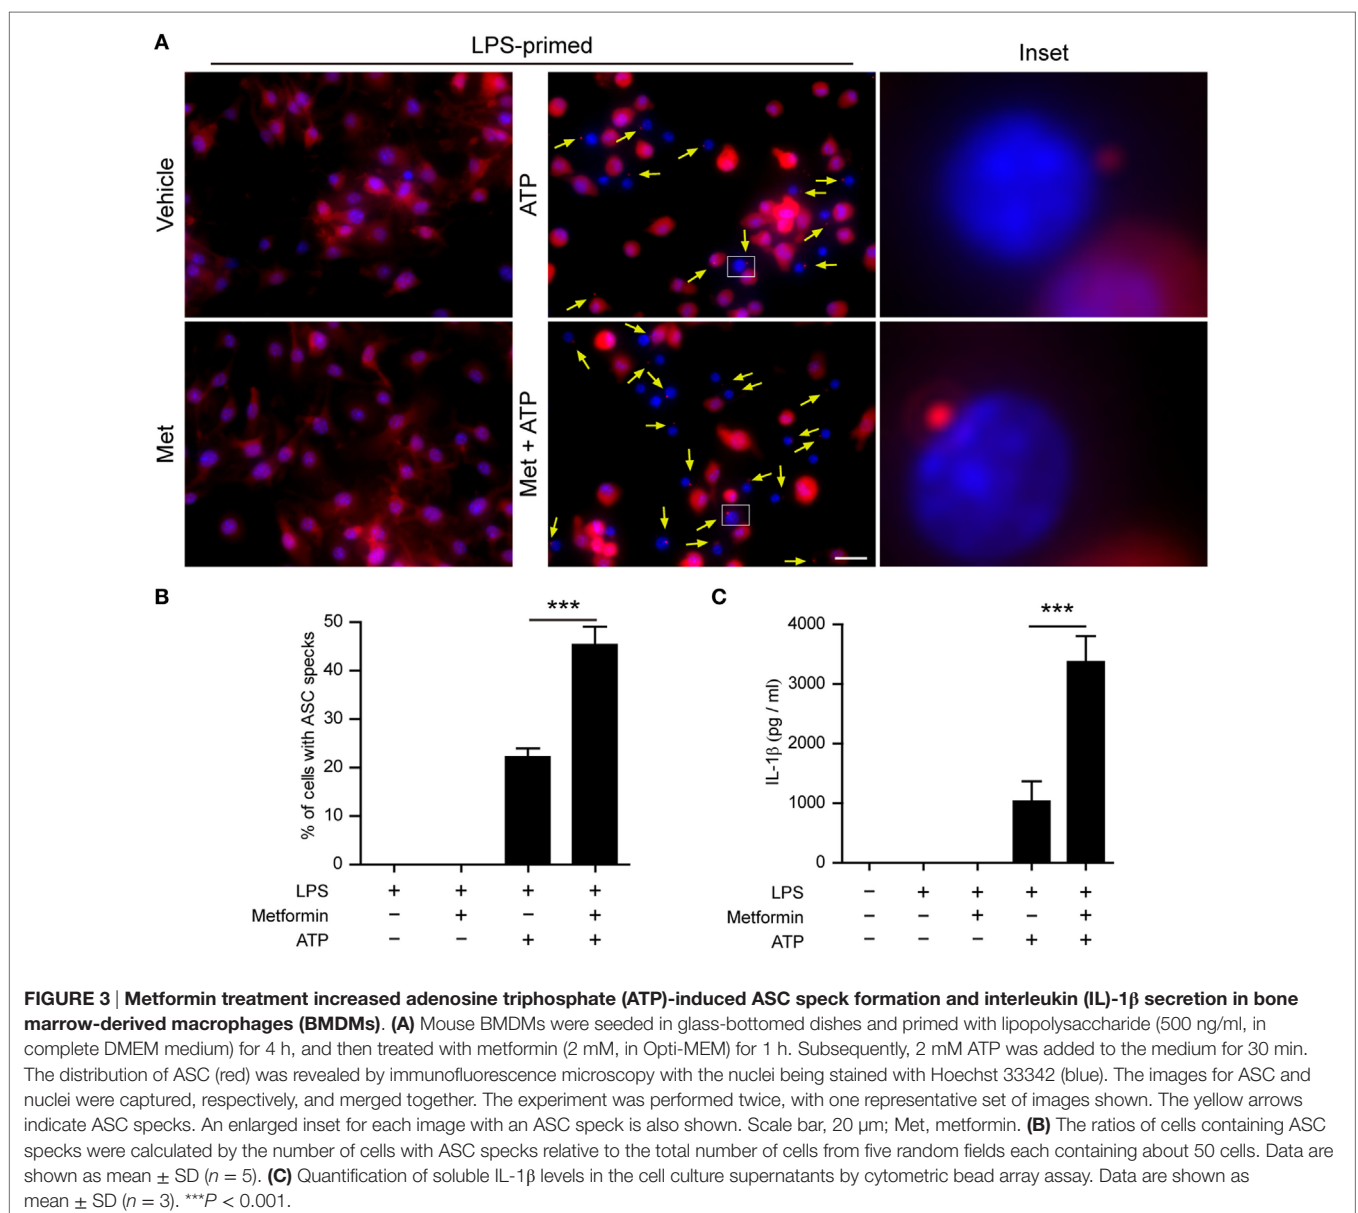 A
LPS-primed
Inset
Vehicle
ATP
Met
Met + ATP
B
***
% of cells with ASC specks
50
40
30
20
10
0
LPS + + + +
Metformin – + – +
ATP – – + +
C
***
IL-1β (pg / ml)
4000
3000
2000
1000
0
LPS – + + + +
Metformin – – + – +
ATP – – – + +
FIGURE 3 | Metformin treatment increased adenosine triphosphate (ATP)-induced ASC speck formation and interleukin (IL)-1β secretion in bone
marrow-derived macrophages (BMDMs). (A) Mouse BMDMs were seeded in glass-bottomed dishes and primed with lipopolysaccharide (500 ng/ml, in
complete DMEM medium) for 4 h, and then treated with metformin (2 mM, in Opti-MEM) for 1 h. Subsequently, 2 mM ATP was added to the medium for 30 min.
The distribution of ASC (red) was revealed by immunofluorescence microscopy with the nuclei being stained with Hoechst 33342 (blue). The images for ASC and
nuclei were captured, respectively, and merged together. The experiment was performed twice, with one representative set of images shown. The yellow arrows
indicate ASC specks. An enlarged inset for each image with an ASC speck is also shown. Scale bar, 20 μm; Met, metformin. (B) The ratios of cells containing ASC
specks were calculated by the number of cells with ASC specks relative to the total number of cells from five random fields each containing about 50 cells. Data are
shown as mean ± SD (n = 5). (C) Quantification of soluble IL-1β levels in the cell culture supernatants by cytometric bead array assay. Data are shown as
mean ± SD (n = 3). ***P < 0.001.